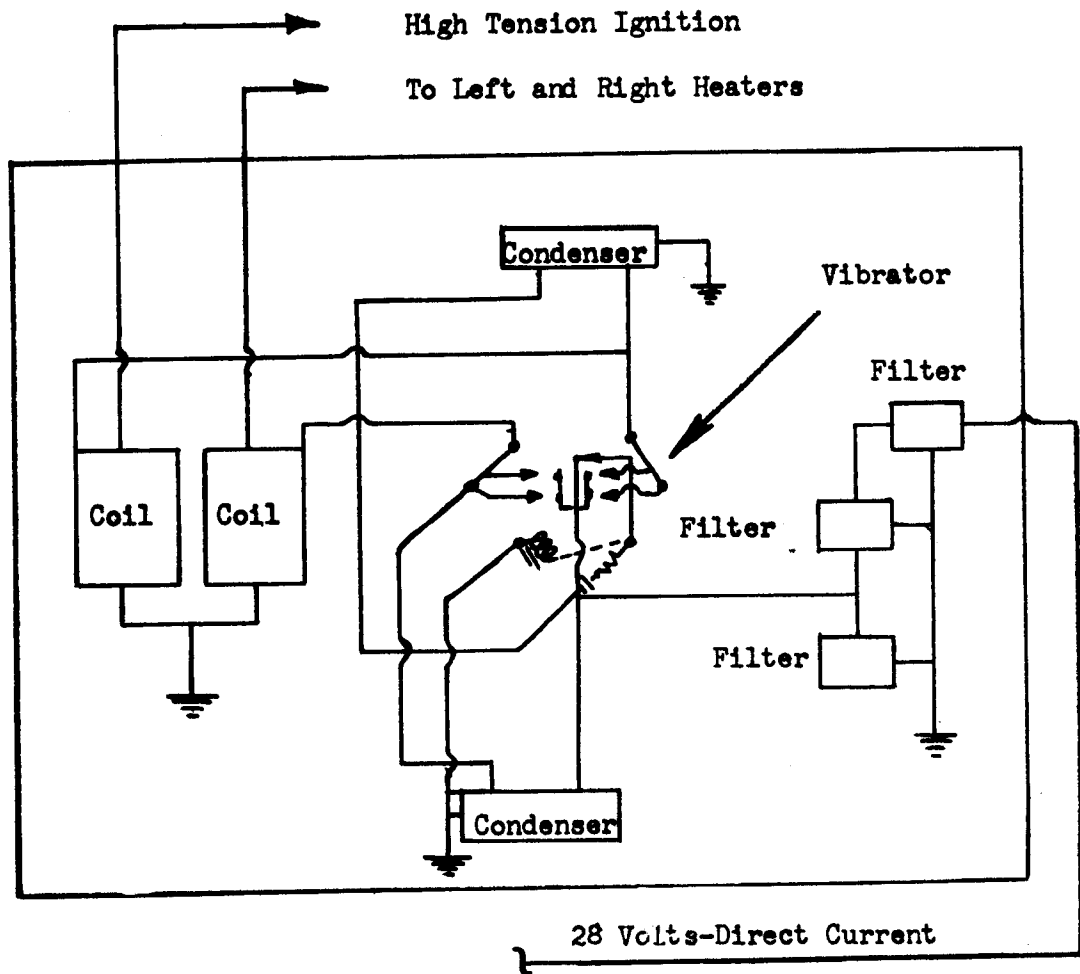 High Tension Ignition
To Left and Right Heaters
Condenser
Vibrator
Filter
Coil
Coil
Filter
Filter
Condenser
28 Volts-Direct Current